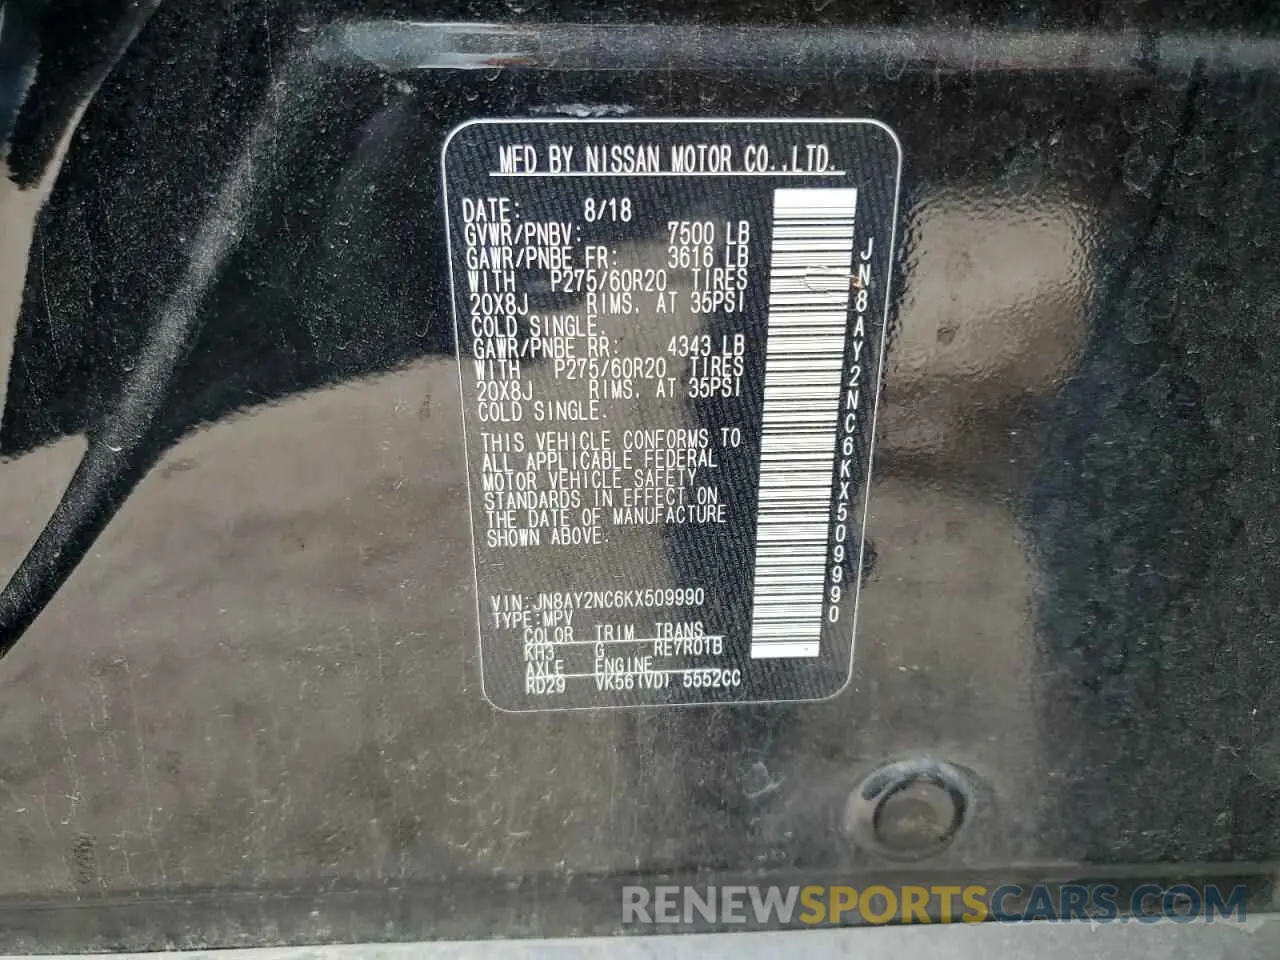 MFD BY NISSAN MOTOR CO.,LTD.
DATE: 8/18
GVWR/PNBV: 7500 LB
GAWR/PNBE FR: 3616 LB
WITH P275/60R20 TIRES
20X8J RIMS. AT 35PSI
COLD SINGLE.
GAWR/PNBE RR: 4343 LB
WITH P275/60R20 TIRES
20X8J RIMS. AT 35PSI
COLD SINGLE.
THIS VEHICLE CONFORMS TO
ALL APPLICABLE FEDERAL
MOTOR VEHICLE SAFETY
STANDARDS IN EFFECT ON
THE DATE OF MANUFACTURE
SHOWN ABOVE.
VIN:JN8AY2NC6KX509990
TYPE:MPV
COLOR TRIM TRANS
KH3 G RE7R01B
AXLE ENGINE
RD29 VK56(VD) 5552CC
JN8AY2NC6KX509990
RENEWSPORTSCARS.COM